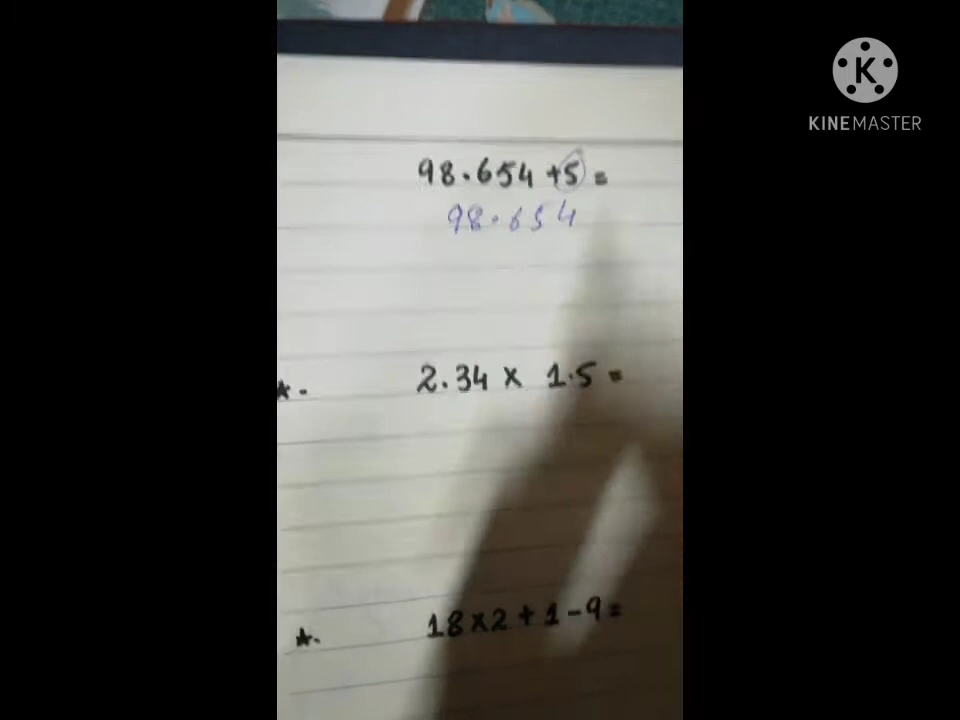 K
KINEMASTER
98.654 +5 =
98.654
★. 2.34 × 1.5 =
★. 18×2 + 1 - 9 =